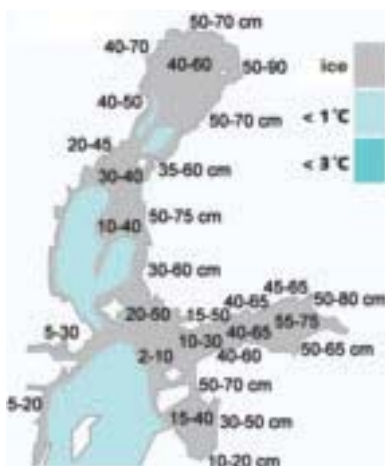 50-70 cm
40-70
40-60
50-90
ice
40-50
< 1°C
50-70 cm
20-45
< 3°C
35-60 cm
30-40
50-75 cm
10-40
30-60 cm
45-65
40-65
50-80 cm
20-50
15-50
55-75
5-30
10-30
40-65
2-10
40-60
50-65 cm
50-70 cm
5-20
15-40
30-50 cm
10-20 cm